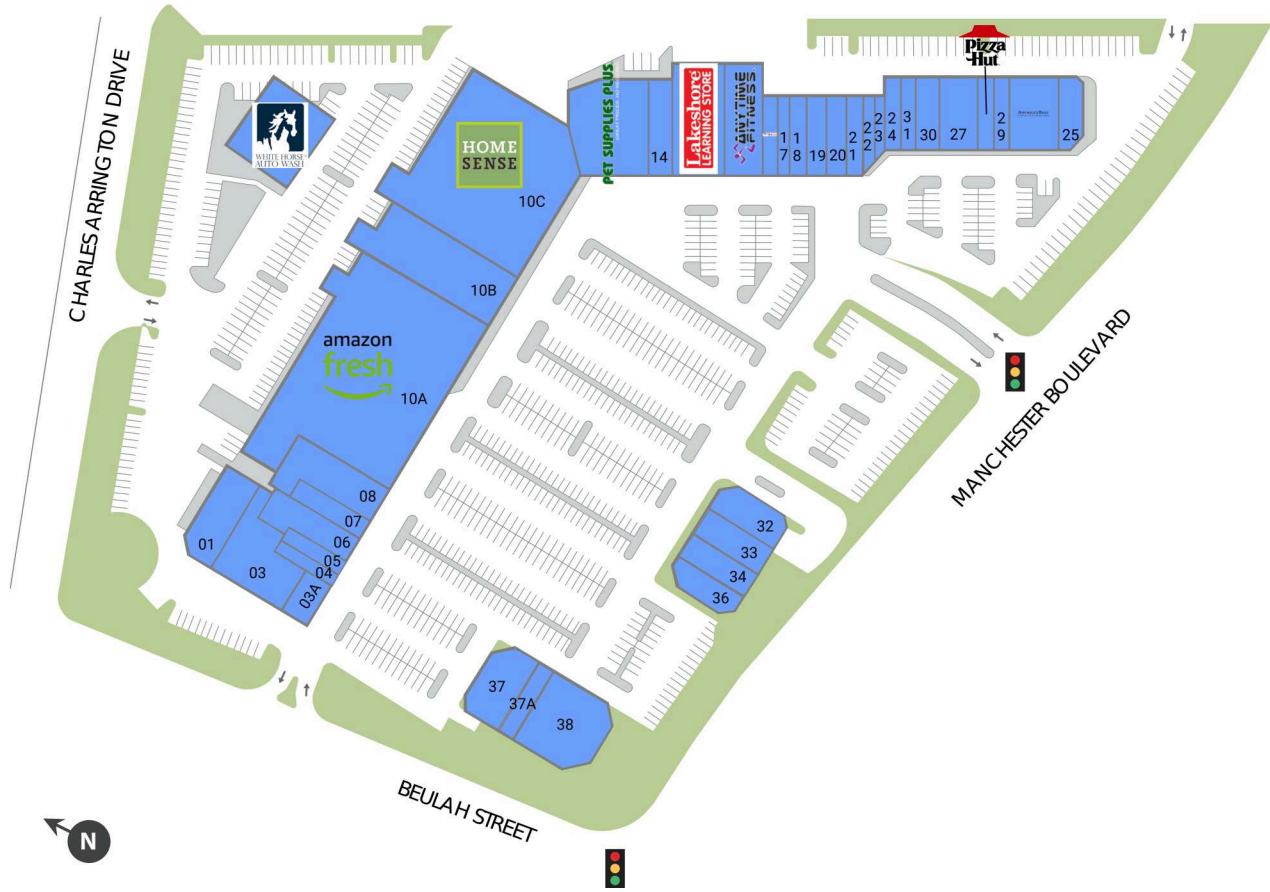 Pizza
Hut
CHARLES ARRINGTON DRIVE
WHITE HORSE
AUTO WASH
HOME
SENSE
10C
PET SUPPLIES PLUS
14
Lakeshore
LEARNING STORE
ANYTIME
FITNESS
17
18
19
20
21
22
23
24
31
30
27
29
25
10B
amazon
fresh
10A
08
07
06
05
04
03A
03
01
MANCHESTER BOULEVARD
32
33
34
36
37
37A
38
BEULAH STREET
N